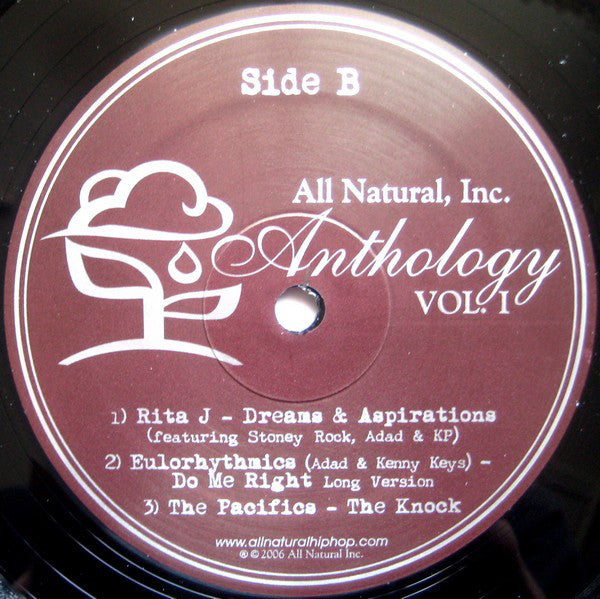 Side B
All Natural, Inc.
Anthology
VOL. I
1) Rita J - Dreams & Aspirations
(featuring Stoney Rock, Adad & KP)
2) Eulorhythmics (Adad & Kenny Keys) -
Do Me Right Long Version
3) The Pacifics - The Knock
www.allnaturalhiphop.com
® © 2006 All Natural Inc.